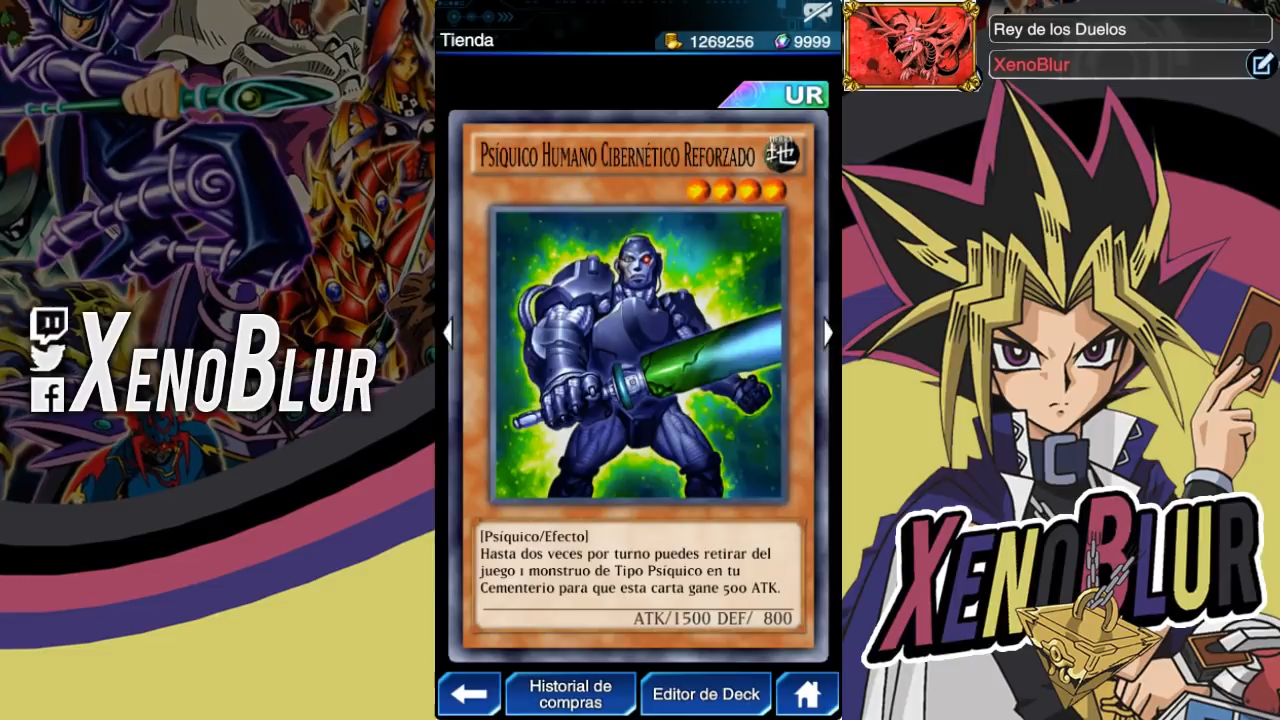 Tienda
1269256
9999
Rey de los Duelos
XenoBlur
UR
PSÍQUICO HUMANO CIBERNÉTICO REFORZADO
地
XENOBLUR
[Psíquico/Efecto]
Hasta dos veces por turno puedes retirar del
juego 1 monstruo de Tipo Psíquico en tu
Cementerio para que esta carta gane 500 ATK.
ATK/1500 DEF/ 800
XENOBLUR
Historial de
compras
Editor de Deck